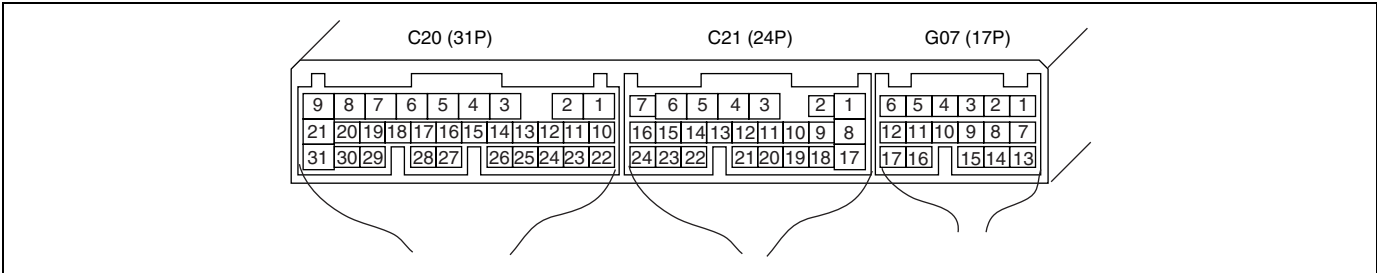 C20 (31P) C21 (24P) G07 (17P)
9 8 7 6 5 4 3 2 1 7 6 5 4 3 2 1 6 5 4 3 2 1
21 20 19 18 17 16 15 14 13 12 11 10 16 15 14 13 12 11 10 9 8 12 11 10 9 8 7
31 30 29 28 27 26 25 24 23 22 24 23 22 21 20 19 18 17 17 16 15 14 13